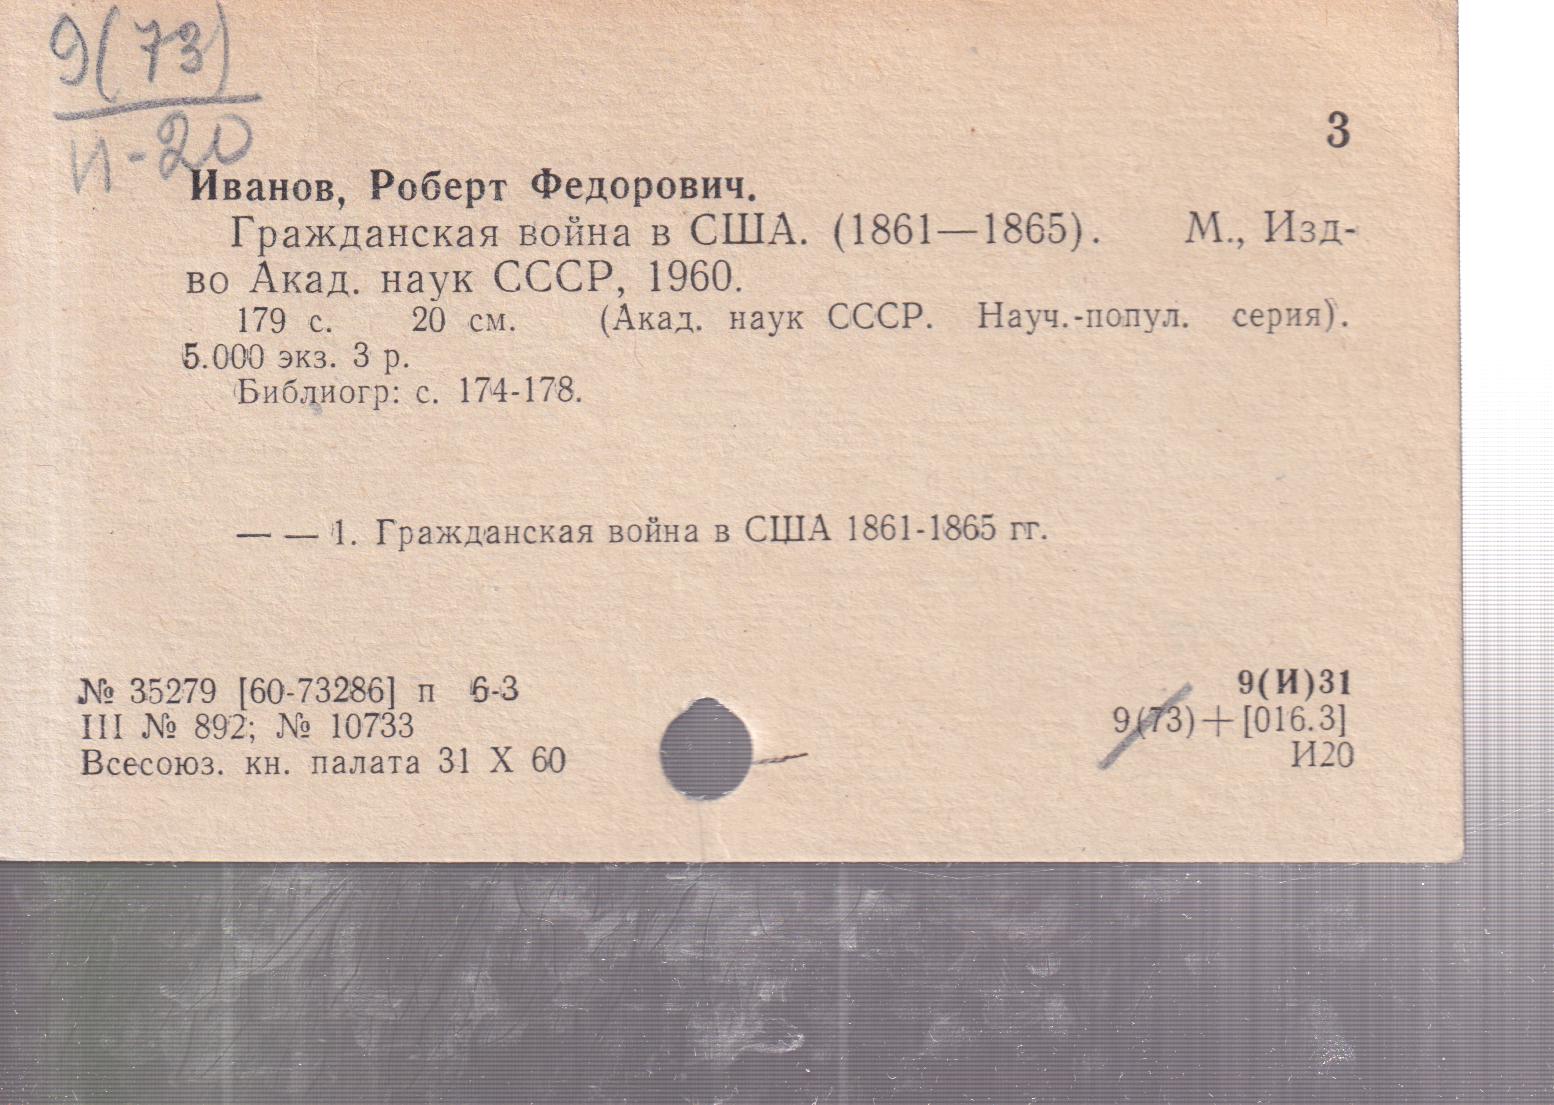 9(73)
И-20
3
Иванов, Роберт Федорович.
Гражданская война в США. (1861—1865). М., Изд-
во Акад. наук СССР, 1960.
179 с. 20 см. (Акад. наук СССР. Науч.-попул. серия).
5.000 экз. 3 р.
Библиогр: с. 174-178.
— — 1. Гражданская война в США 1861-1865 гг.
№ 35279 [60-73286] п 6-3
III № 892; № 10733
Всесоюз. кн. палата 31 X 60
9(И)31
9(73)+[016.3]
И20